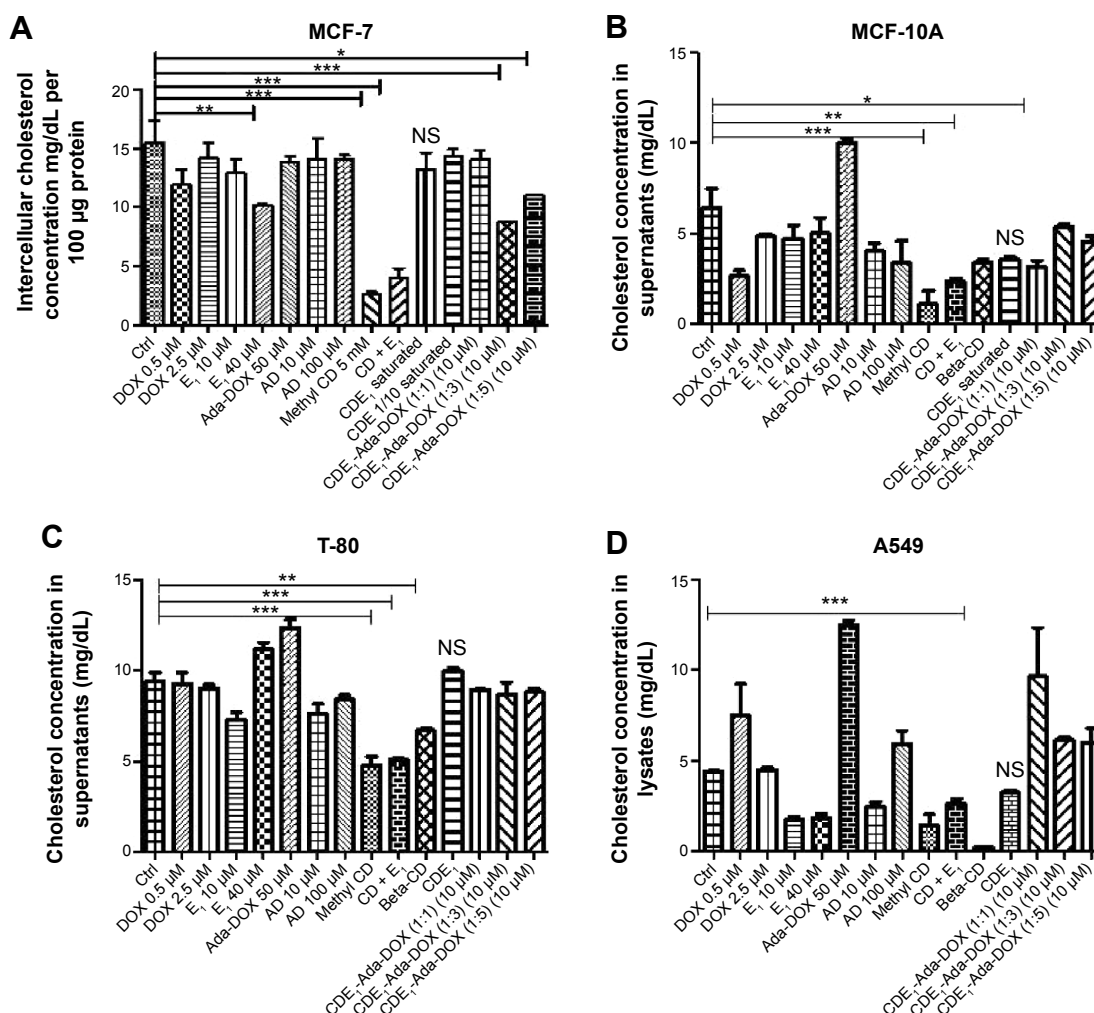 A
MCF-7
Intercellular cholesterol
concentration mg/dL per
100 µg protein
20
15
10
5
0
*
***
***
***
**
NS
Ctrl
DOX 0.5 µM
DOX 2.5 µM
E₁ 10 µM
E₁ 40 µM
Ada-DOX 50 µM
AD 10 µM
AD 100 µM
Methyl CD 5 mM
CD + E₁
CDE₁ saturated
CDE 1/10 saturated
CDE₁-Ada-DOX (1:1) (10 µM)
CDE₁-Ada-DOX (1:3) (10 µM)
CDE₁-Ada-DOX (1:5) (10 µM)
B
MCF-10A
Cholesterol concentration in
supernatants (mg/dL)
15
10
5
0
*
**
***
NS
Ctrl
DOX 0.5 µM
DOX 2.5 µM
E₁ 10 µM
E₁ 40 µM
Ada-DOX 50 µM
AD 10 µM
AD 100 µM
Methyl CD
CD + E₁
Beta-CD
CDE₁ saturated
CDE₁-Ada-DOX (1:1) (10 µM)
CDE₁-Ada-DOX (1:3) (10 µM)
CDE₁-Ada-DOX (1:5) (10 µM)
C
T-80
Cholesterol concentration in
supernatants (mg/dL)
15
10
5
0
**
***
***
NS
Ctrl
DOX 0.5 µM
DOX 2.5 µM
E₁ 10 µM
E₁ 40 µM
Ada-DOX 50 µM
AD 10 µM
AD 100 µM
Methyl CD
CD + E₁
Beta-CD
CDE₁
CDE₁-Ada-DOX (1:1) (10 µM)
CDE₁-Ada-DOX (1:3) (10 µM)
CDE₁-Ada-DOX (1:5) (10 µM)
D
A549
Cholesterol concentration in
lysates (mg/dL)
15
10
5
0
***
NS
Ctrl
DOX 0.5 µM
DOX 2.5 µM
E₁ 10 µM
E₁ 40 µM
Ada-DOX 50 µM
AD 10 µM
AD 100 µM
Methyl CD
CD + E₁
Beta-CD
CDE₁
CDE₁-Ada-DOX (1:1) (10 µM)
CDE₁-Ada-DOX (1:3) (10 µM)
CDE₁-Ada-DOX (1:5) (10 µM)